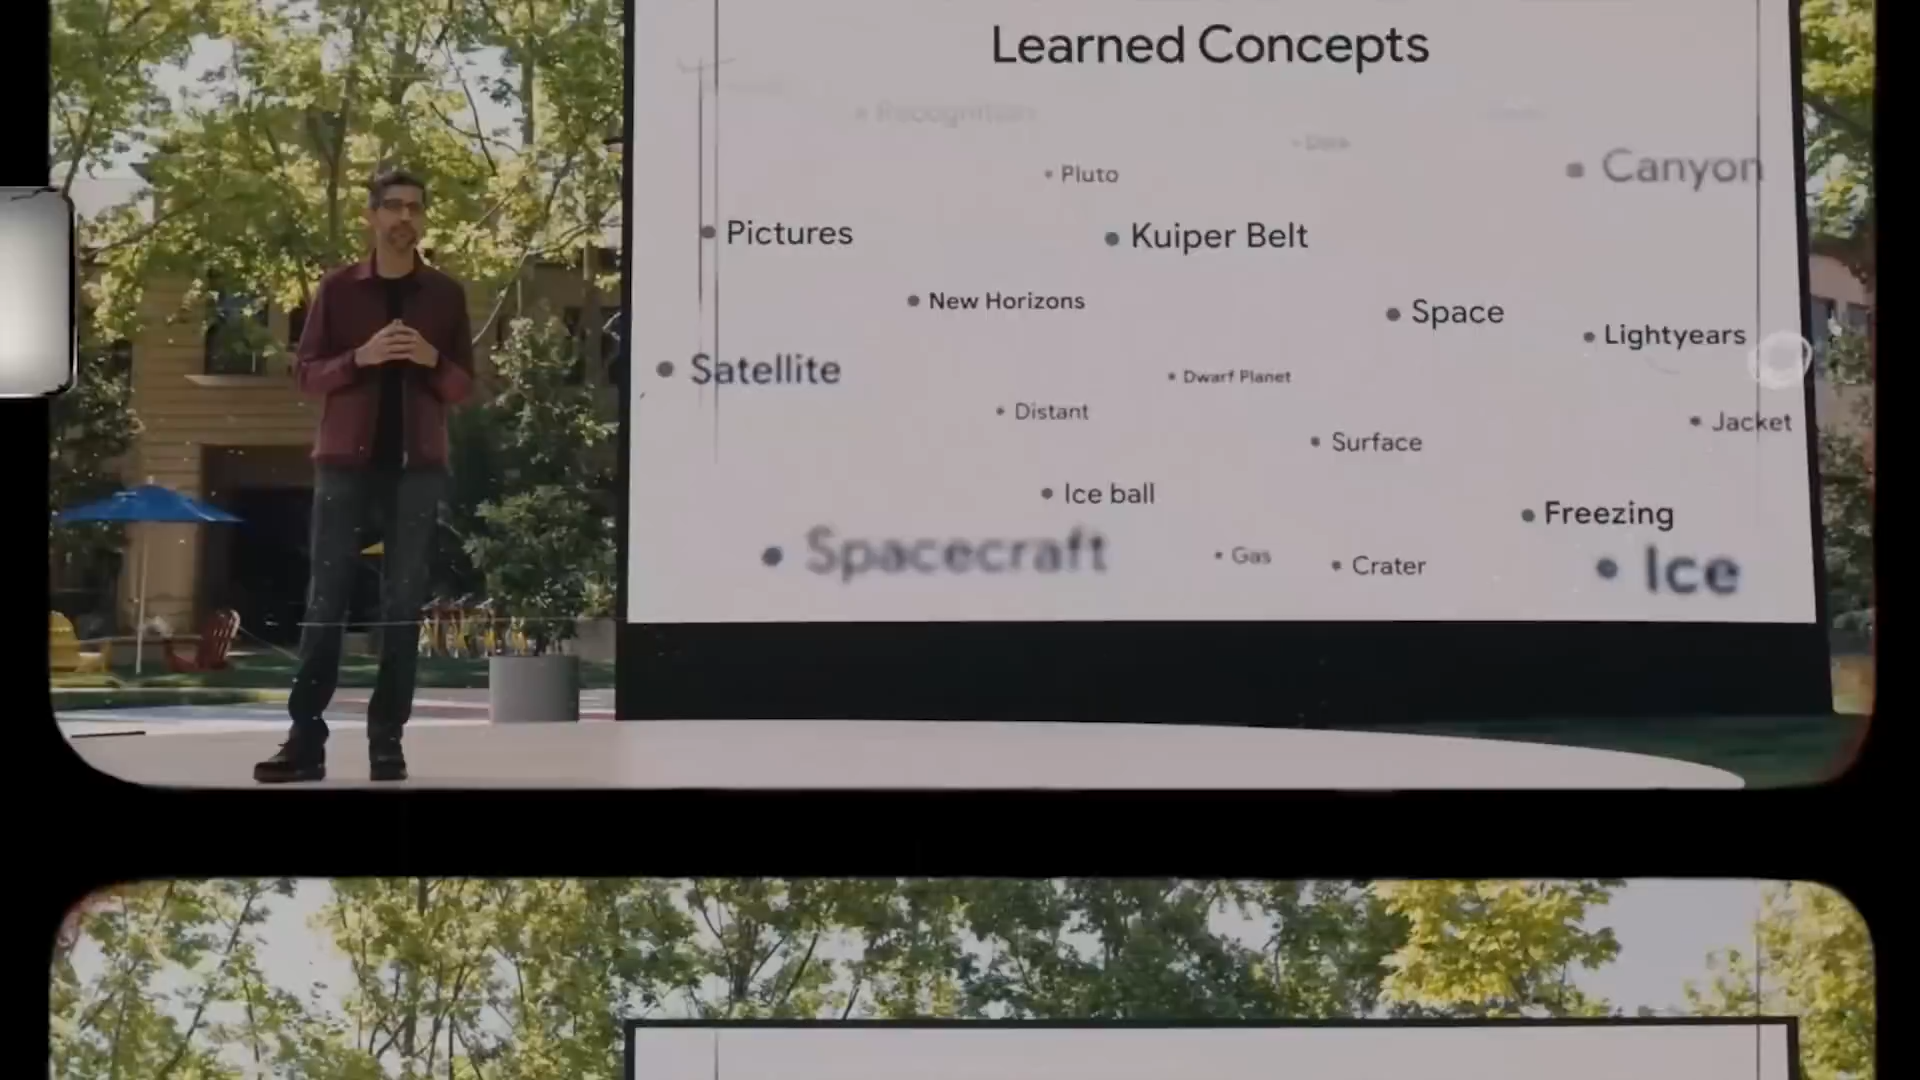 Learned Concepts
Recognition
Pluto
Canyon
Pictures
Kuiper Belt
New Horizons
Space
Lightyears
Satellite
Dwarf Planet
Distant
Jacket
Surface
Ice ball
Freezing
Spacecraft
Gas
Crater
Ice